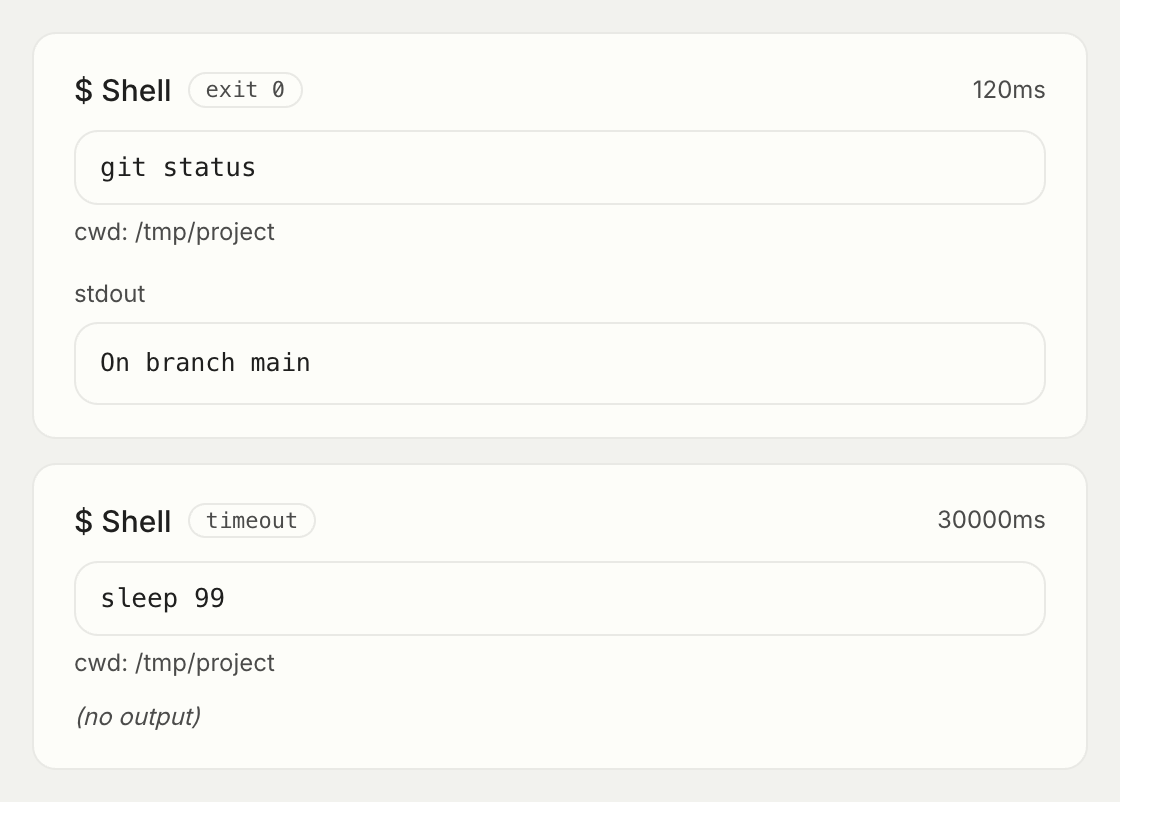 $ Shell exit 0 120ms
git status
cwd: /tmp/project
stdout
On branch main
$ Shell timeout 30000ms
sleep 99
cwd: /tmp/project
(no output)